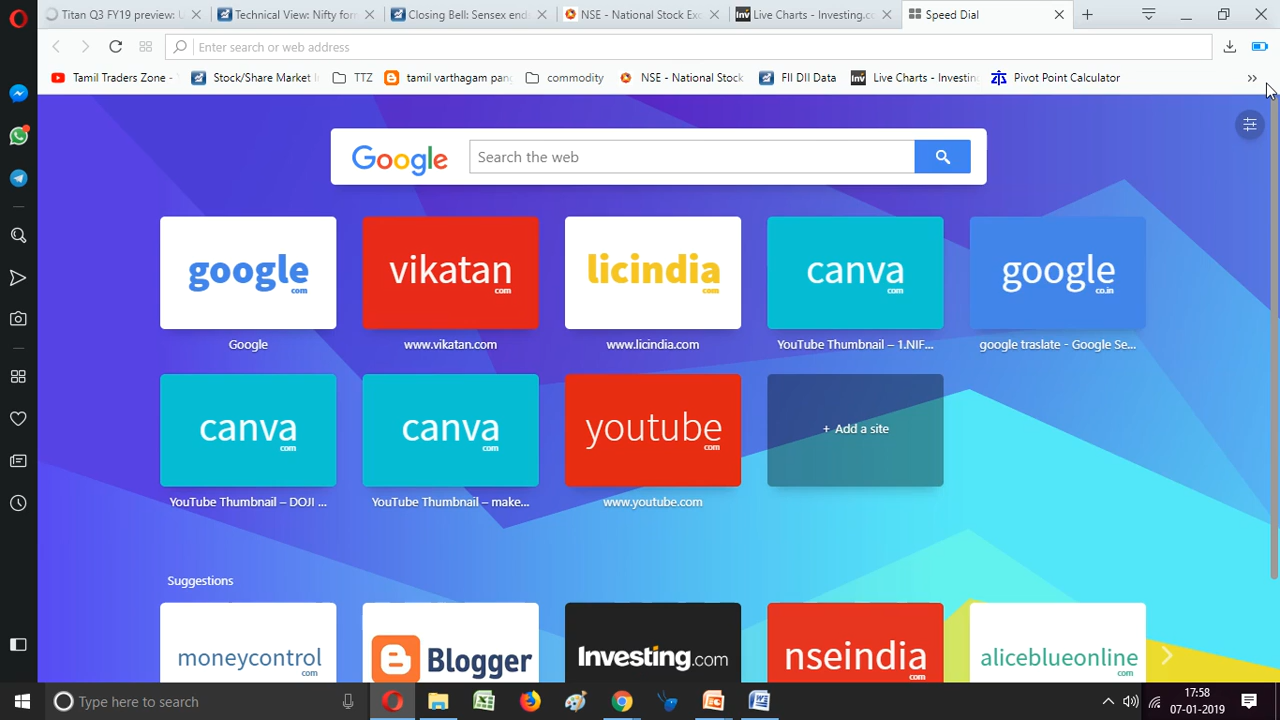 Titan Q3 FY19 preview: U
Technical View: Nifty for
Closing Bell: Sensex end
NSE - National Stock Exc
Live Charts - Investing.co
Speed Dial
Enter search or web address
Tamil Traders Zone -
Stock/Share Market I
TTZ
tamil varthagam pang
commodity
NSE - National Stock
FII DII Data
Inv Live Charts - Investin
Pivot Point Calculator
Google
Search the web
google
com
vikatan
com
licindia
com
canva
com
google
co.in
Google
www.vikatan.com
www.licindia.com
YouTube Thumbnail – 1.NIF...
google traslate - Google Se...
canva
com
canva
com
youtube
com
+ Add a site
YouTube Thumbnail – DOJI ...
YouTube Thumbnail – make...
www.youtube.com
Suggestions
moneycontrol
com
Blogger
Investing.com
nseindia
com
aliceblueonline
com
Type here to search
17:58
07-01-2019